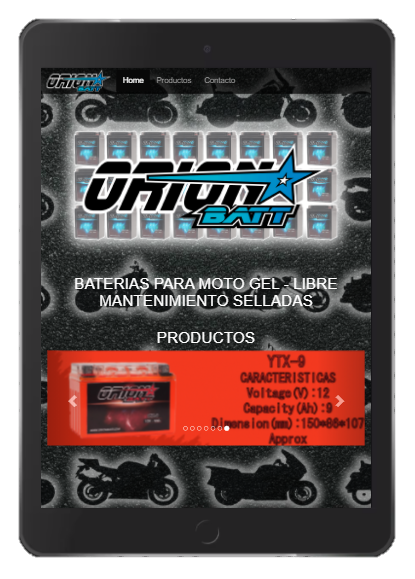 ORION
BATT
Home Productos Contacto
ORION
BATT
BATERIAS PARA MOTO GEL - LIBRE
MANTENIMIENTO SELLADAS
PRODUCTOS
ORION
YTX-9
CARACTERISTICAS
Voltage(V):12
Capacity(Ah):9
Dimension(mm):150*86*107
Approx